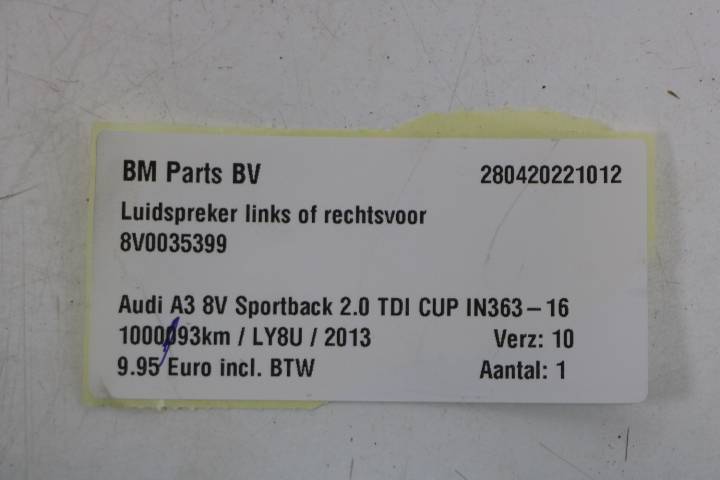 BM Parts BV 280420221012
Luidspreker links of rechtsvoor
8V0035399
Audi A3 8V Sportback 2.0 TDI CUP IN363-16
1000093km / LY8U / 2013 Verz: 10
9.95 Euro incl. BTW Aantal: 1